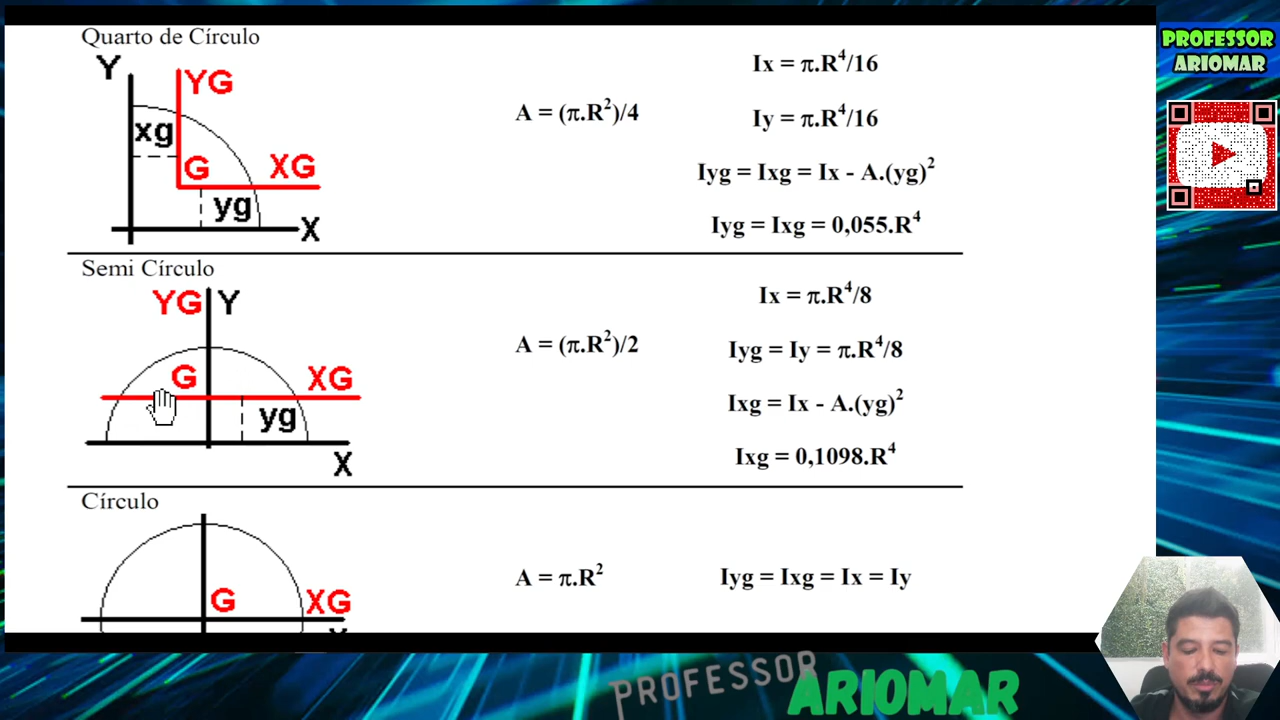 PROFESSOR
ARIOMAR
Quarto de Círculo
Y
YG
xg
G
XG
yg
X
A = (π.R²)/4
Ix = π.R⁴/16
Iy = π.R⁴/16
Iyg = Ixg = Ix - A.(yg)²
Iyg = Ixg = 0,055.R⁴
Semi Círculo
YG Y
G
XG
yg
X
A = (π.R²)/2
Ix = π.R⁴/8
Iyg = Iy = π.R⁴/8
Ixg = Ix - A.(yg)²
Ixg = 0,1098.R⁴
Círculo
G
XG
A = π.R²
Iyg = Ixg = Ix = Iy
PROFESSOR
ARIOMAR